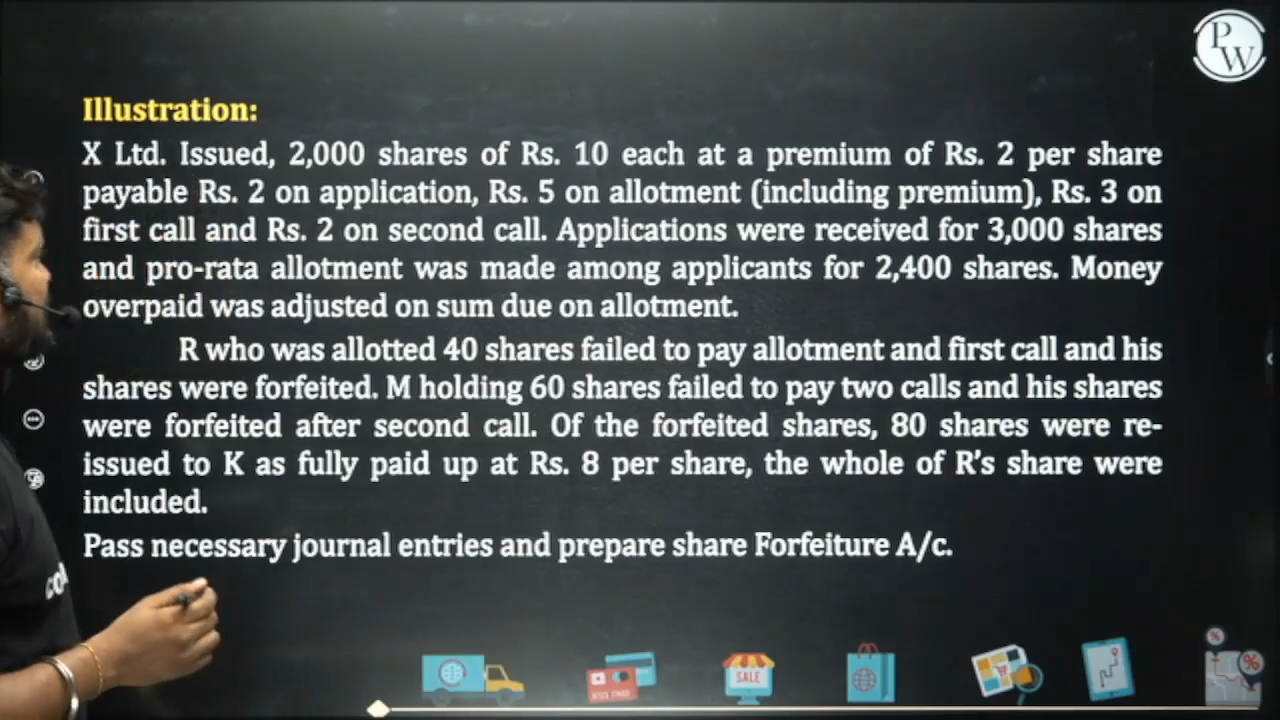 P
W
Illustration:
X Ltd. Issued, 2,000 shares of Rs. 10 each at a premium of Rs. 2 per share
payable Rs. 2 on application, Rs. 5 on allotment (including premium), Rs. 3 on
first call and Rs. 2 on second call. Applications were received for 3,000 shares
and pro-rata allotment was made among applicants for 2,400 shares. Money
overpaid was adjusted on sum due on allotment.
R who was allotted 40 shares failed to pay allotment and first call and his
shares were forfeited. M holding 60 shares failed to pay two calls and his shares
were forfeited after second call. Of the forfeited shares, 80 shares were re-
issued to K as fully paid up at Rs. 8 per share, the whole of R's share were
included.
Pass necessary journal entries and prepare share Forfeiture A/c.
SALE
%
%